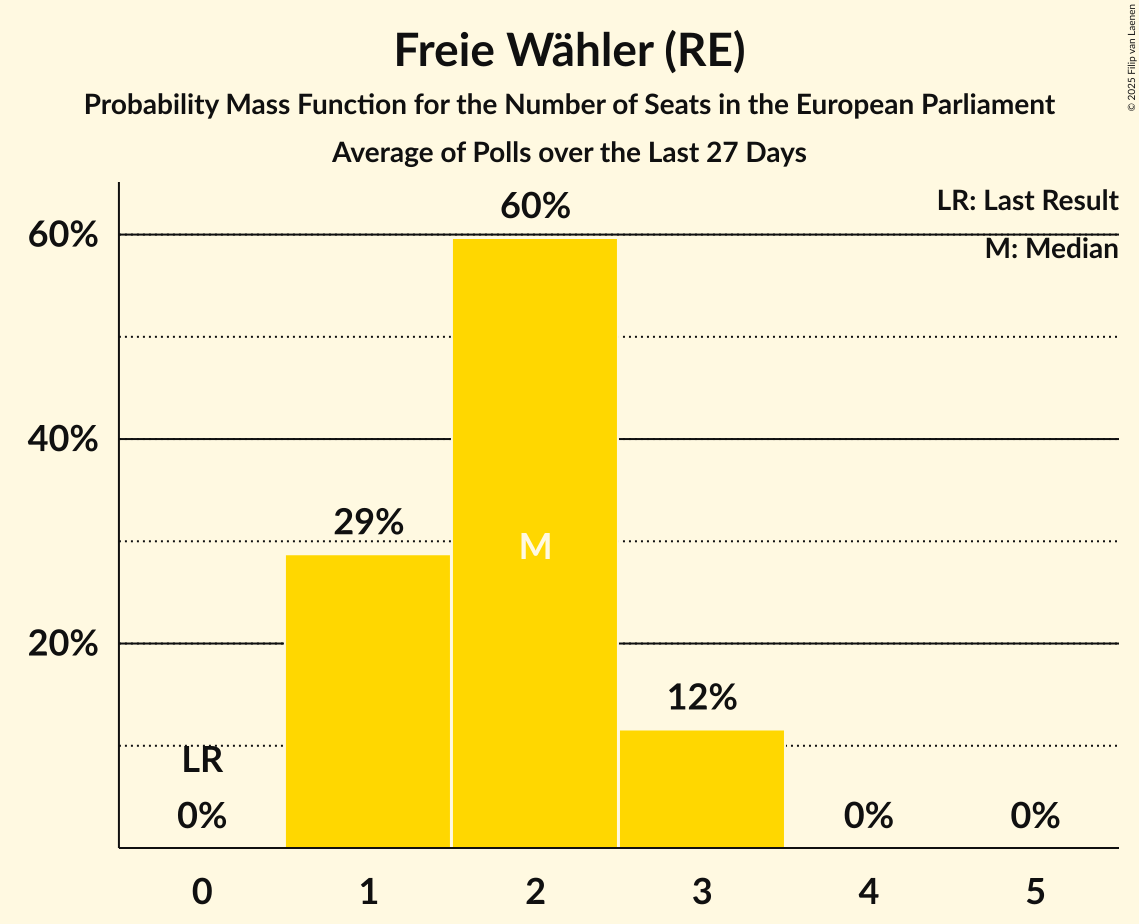 Freie Wähler (RE)
Probability Mass Function for the Number of Seats in the European Parliament
Average of Polls over the Last 27 Days
© 2025 Filip van Laenen
LR: Last Result
M: Median
60%
40%
20%
LR
0%
29%
60%
M
12%
0%
0%
0 1 2 3 4 5